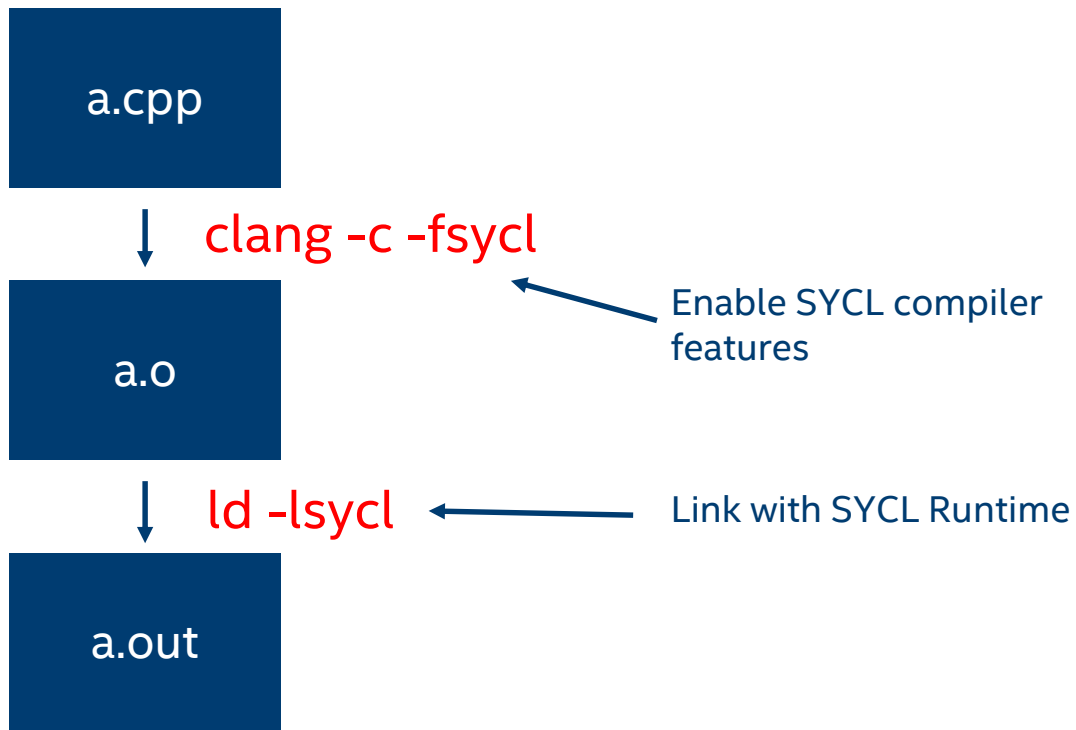 a.cpp
clang -c -fsycl
Enable SYCL compiler
features
a.o
ld -lsycl
Link with SYCL Runtime
a.out